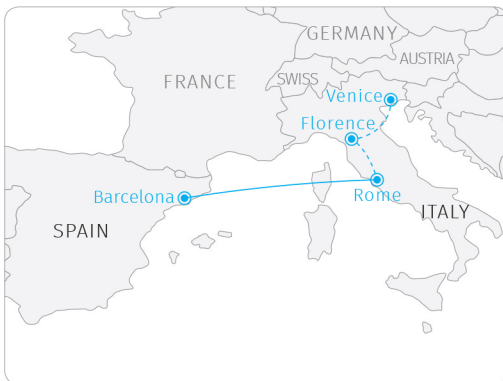 GERMANY
AUSTRIA
FRANCE
SWISS
Venice
Florence
Barcelona
Rome
ITALY
SPAIN